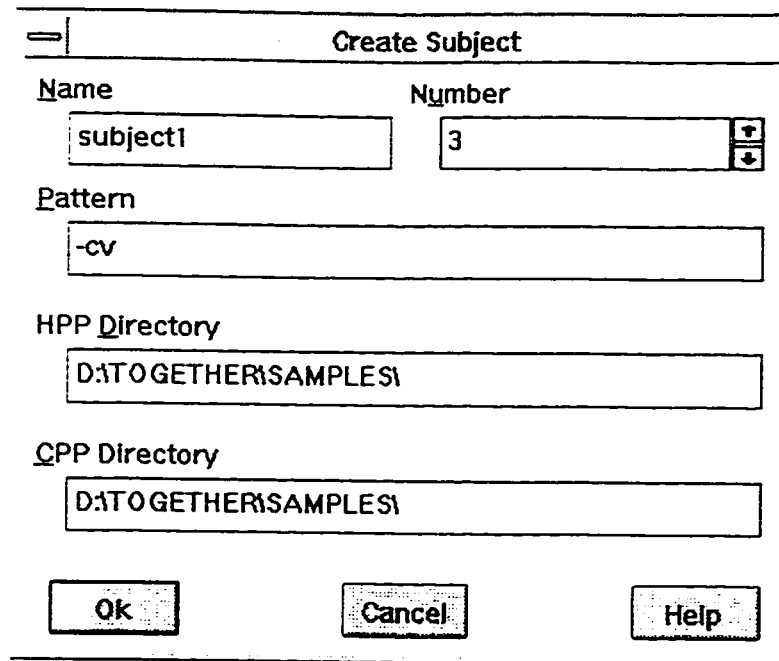 Create Subject
Name Number
subject1 3
Pattern
-cv
HPP Directory
D:\TOGETHER\SAMPLES\
CPP Directory
D:\TOGETHER\SAMPLES\
Ok Cancel Help